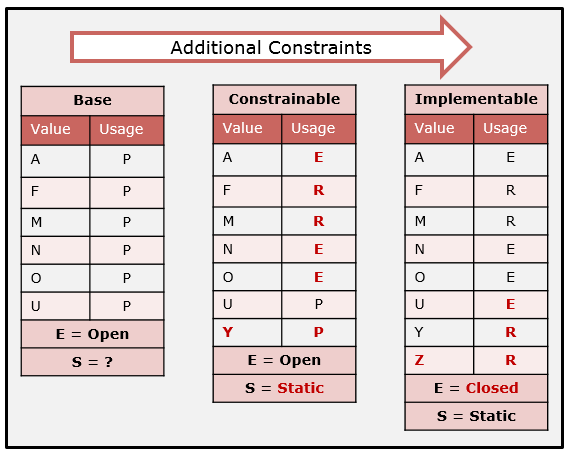 Additional Constraints
Base
Value Usage
A P
F P
M P
N P
O P
U P
E = Open
S = ?
Constrainable
Value Usage
A E
F R
M R
N E
O E
U P
Y P
E = Open
S = Static
Implementable
Value Usage
A E
F R
M R
N E
O E
U E
Y R
Z R
E = Closed
S = Static